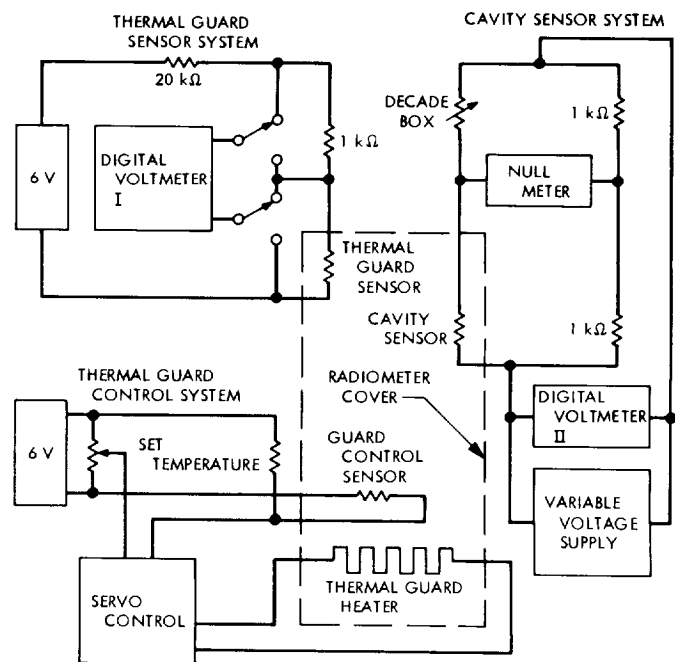 THERMAL GUARD
SENSOR SYSTEM
20 kΩ
6 V
DIGITAL
VOLTMETER
I
1 kΩ
THERMAL
GUARD
SENSOR
CAVITY SENSOR SYSTEM
DECADE
BOX
1 kΩ
NULL
METER
CAVITY
SENSOR
1 kΩ
RADIOMETER
COVER
DIGITAL
VOLTMETER
II
VARIABLE
VOLTAGE
SUPPLY
THERMAL GUARD
CONTROL SYSTEM
6 V
SET
TEMPERATURE
GUARD
CONTROL
SENSOR
SERVO
CONTROL
THERMAL GUARD
HEATER